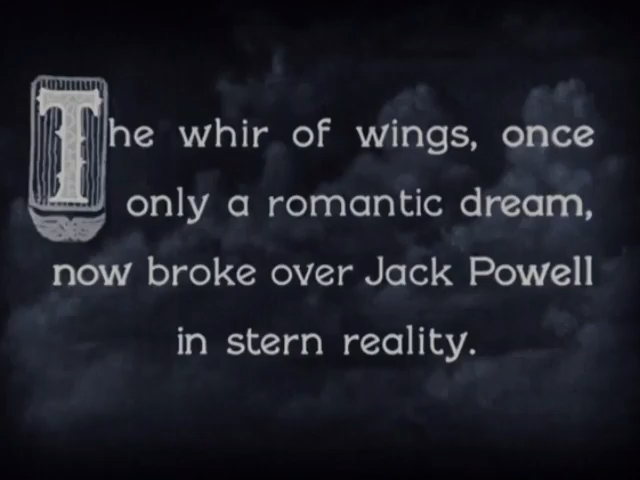 The whir of wings, once
only a romantic dream,
now broke over Jack Powell
in stern reality.